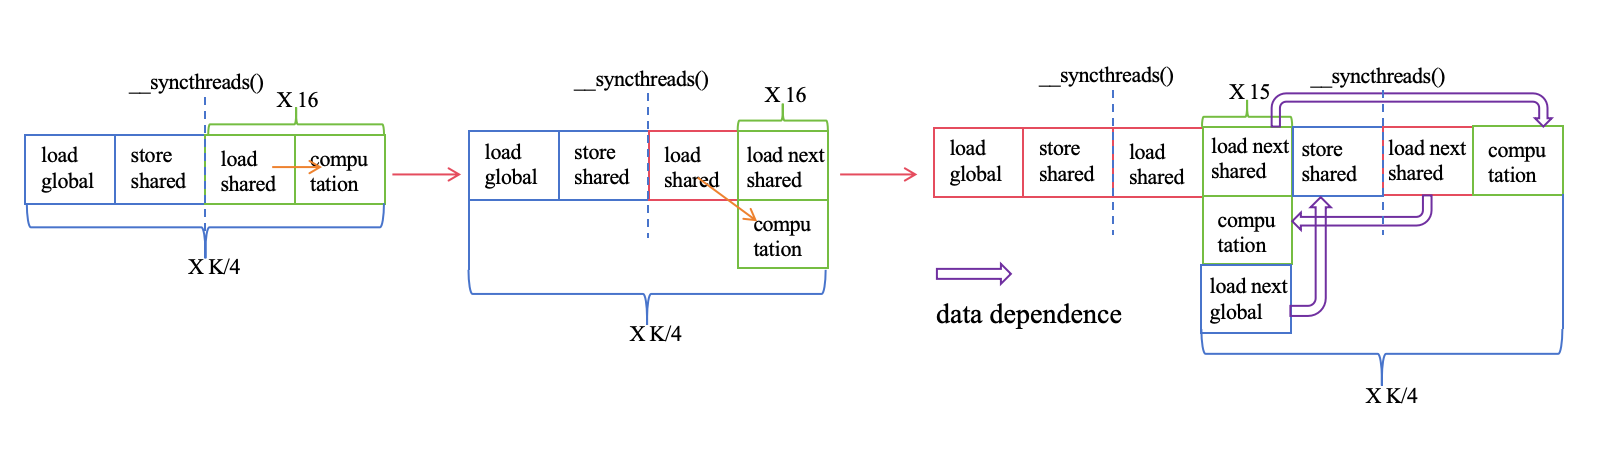 __syncthreads()
X 16
load
global
store
shared
load
shared
compu
tation
X K/4
__syncthreads()
X 16
load
global
store
shared
load
shared
load next
shared
compu
tation
X K/4
__syncthreads()
X 15
__syncthreads()
load
global
store
shared
load
shared
load next
shared
store
shared
load next
shared
compu
tation
compu
tation
load next
global
data dependence
X K/4